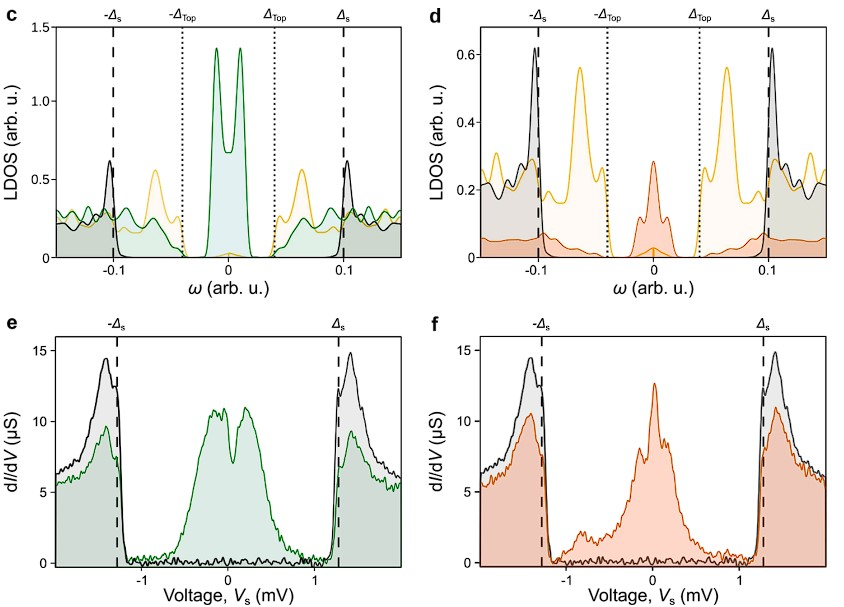 c
-Δs -ΔTop ΔTop Δs
LDOS (arb. u.)
1.5
1.0
0.5
0
-0.1 0 0.1
ω (arb. u.)
d
-Δs -ΔTop ΔTop Δs
LDOS (arb. u.)
0.6
0.4
0.2
0
-0.1 0 0.1
ω (arb. u.)
e
-Δs Δs
dI/dV (µS)
15
10
5
0
-1 0 1
Voltage, Vs (mV)
f
-Δs Δs
dI/dV (µS)
15
10
5
0
-1 0 1
Voltage, Vs (mV)